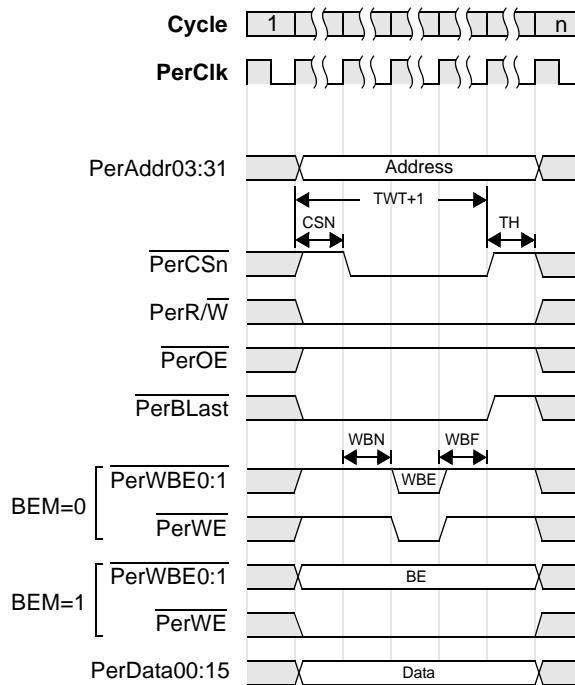 Cycle 1 n
PerClk
PerAddr03:31 Address
TWT+1
CSN TH
PerCSn
PerR/W
PerOE
PerBLast
WBN WBF
BEM=0
PerWBE0:1 WBE
PerWE
BEM=1
PerWBE0:1 BE
PerWE
PerData00:15 Data